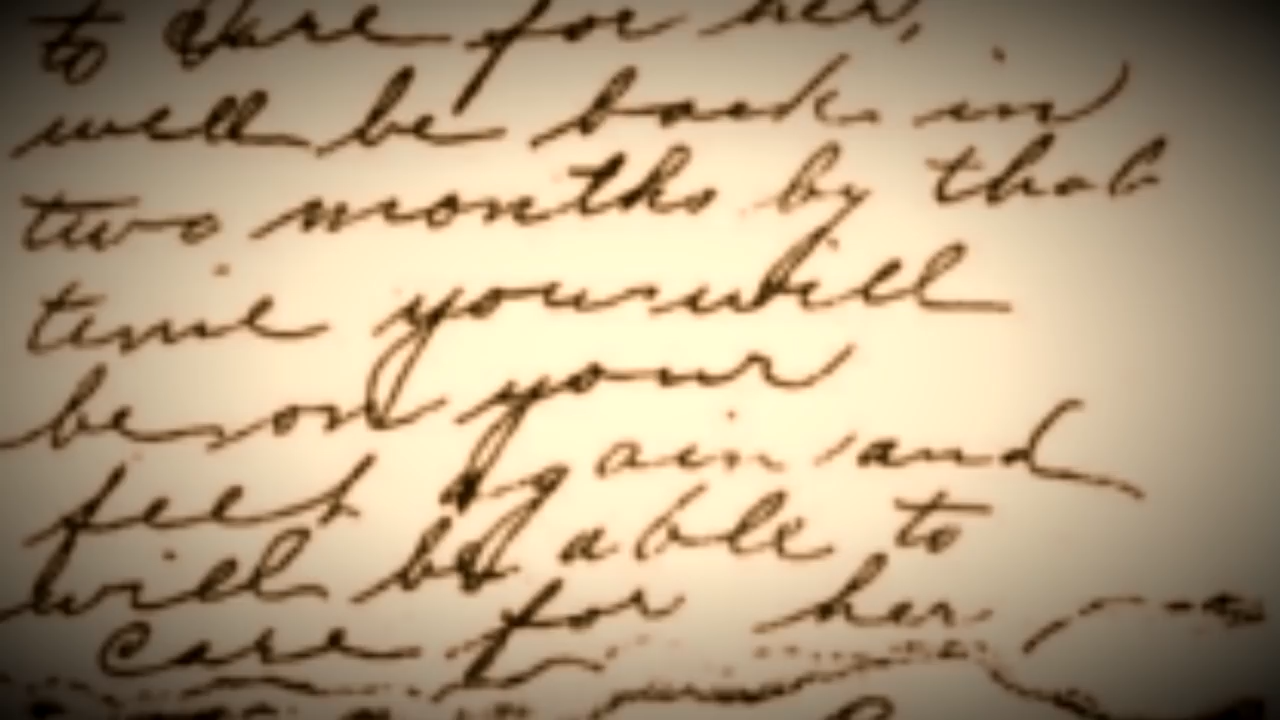 to care for her,
will be back in
two months by that
time you will
be on your
feet again and
will be able to
care for her